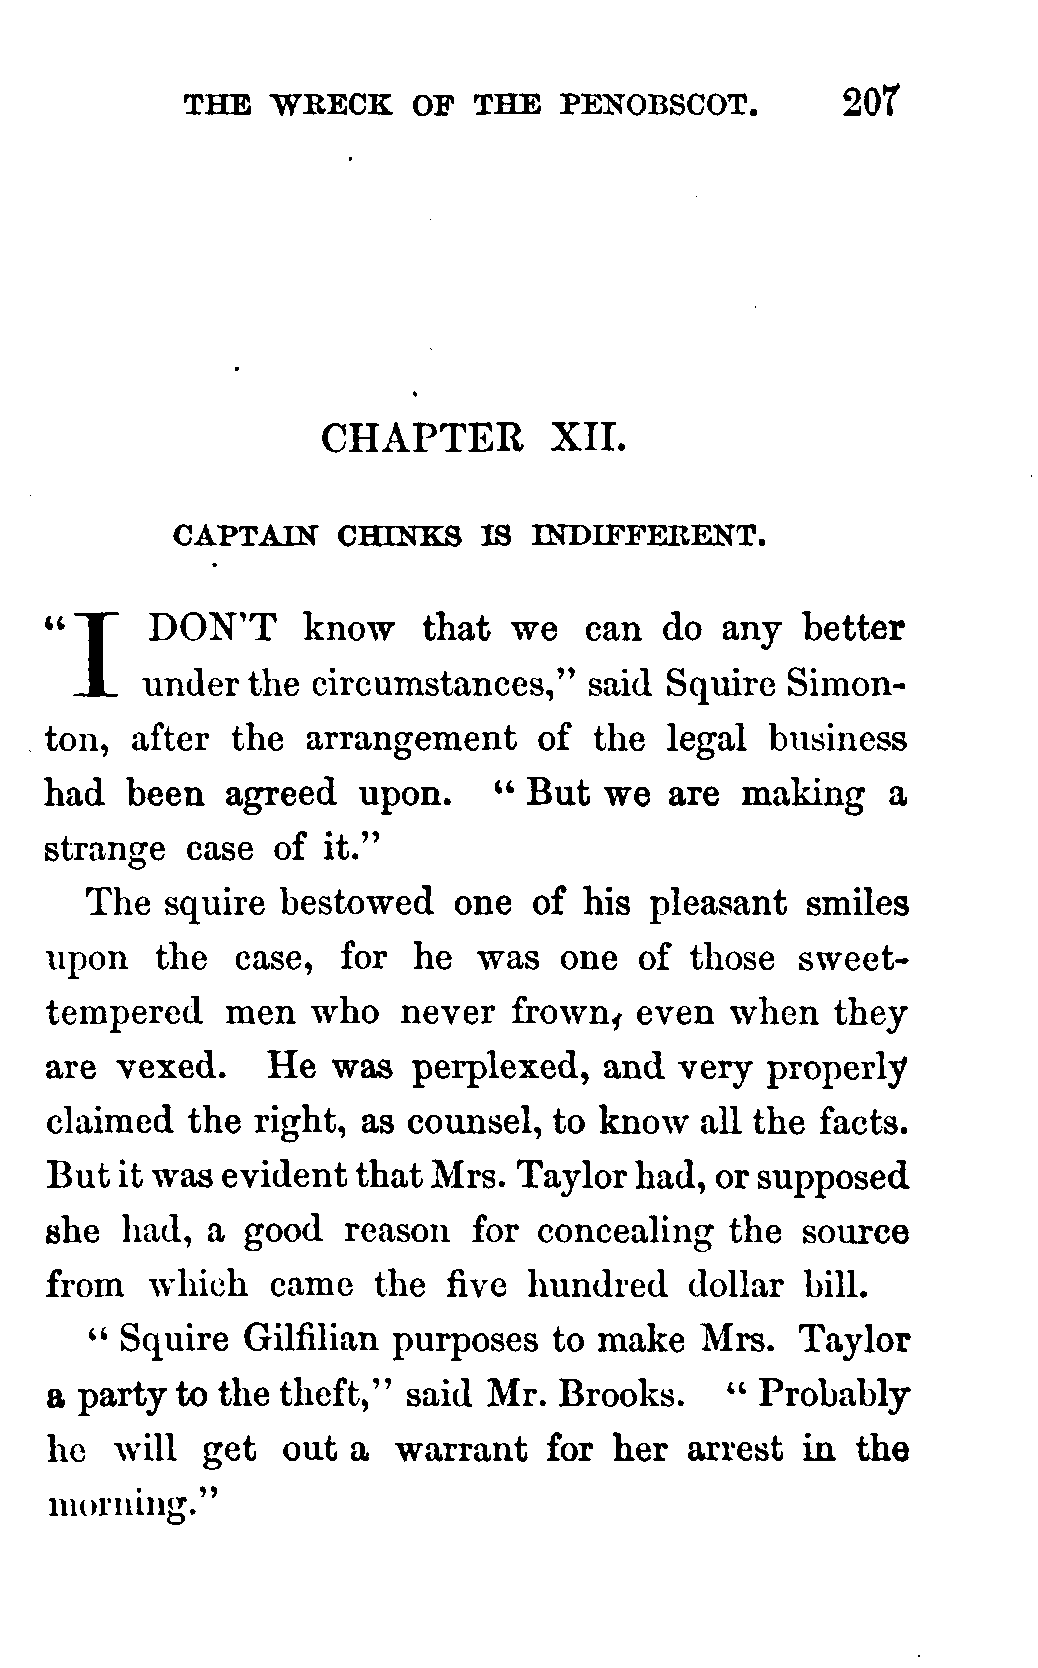 THE WRECK OF THE PENOBSCOT. 207
CHAPTER XII.
CAPTAIN CHINKS IS INDIFFERENT.
"I DON'T know that we can do any better
under the circumstances," said Squire Simon-
ton, after the arrangement of the legal business
had been agreed upon. "But we are making a
strange case of it."
The squire bestowed one of his pleasant smiles
upon the case, for he was one of those sweet-
tempered men who never frown, even when they
are vexed. He was perplexed, and very properly
claimed the right, as counsel, to know all the facts.
But it was evident that Mrs. Taylor had, or supposed
she had, a good reason for concealing the source
from which came the five hundred dollar bill.
"Squire Gilfilian purposes to make Mrs. Taylor
a party to the theft," said Mr. Brooks. "Probably
he will get out a warrant for her arrest in the
morning."